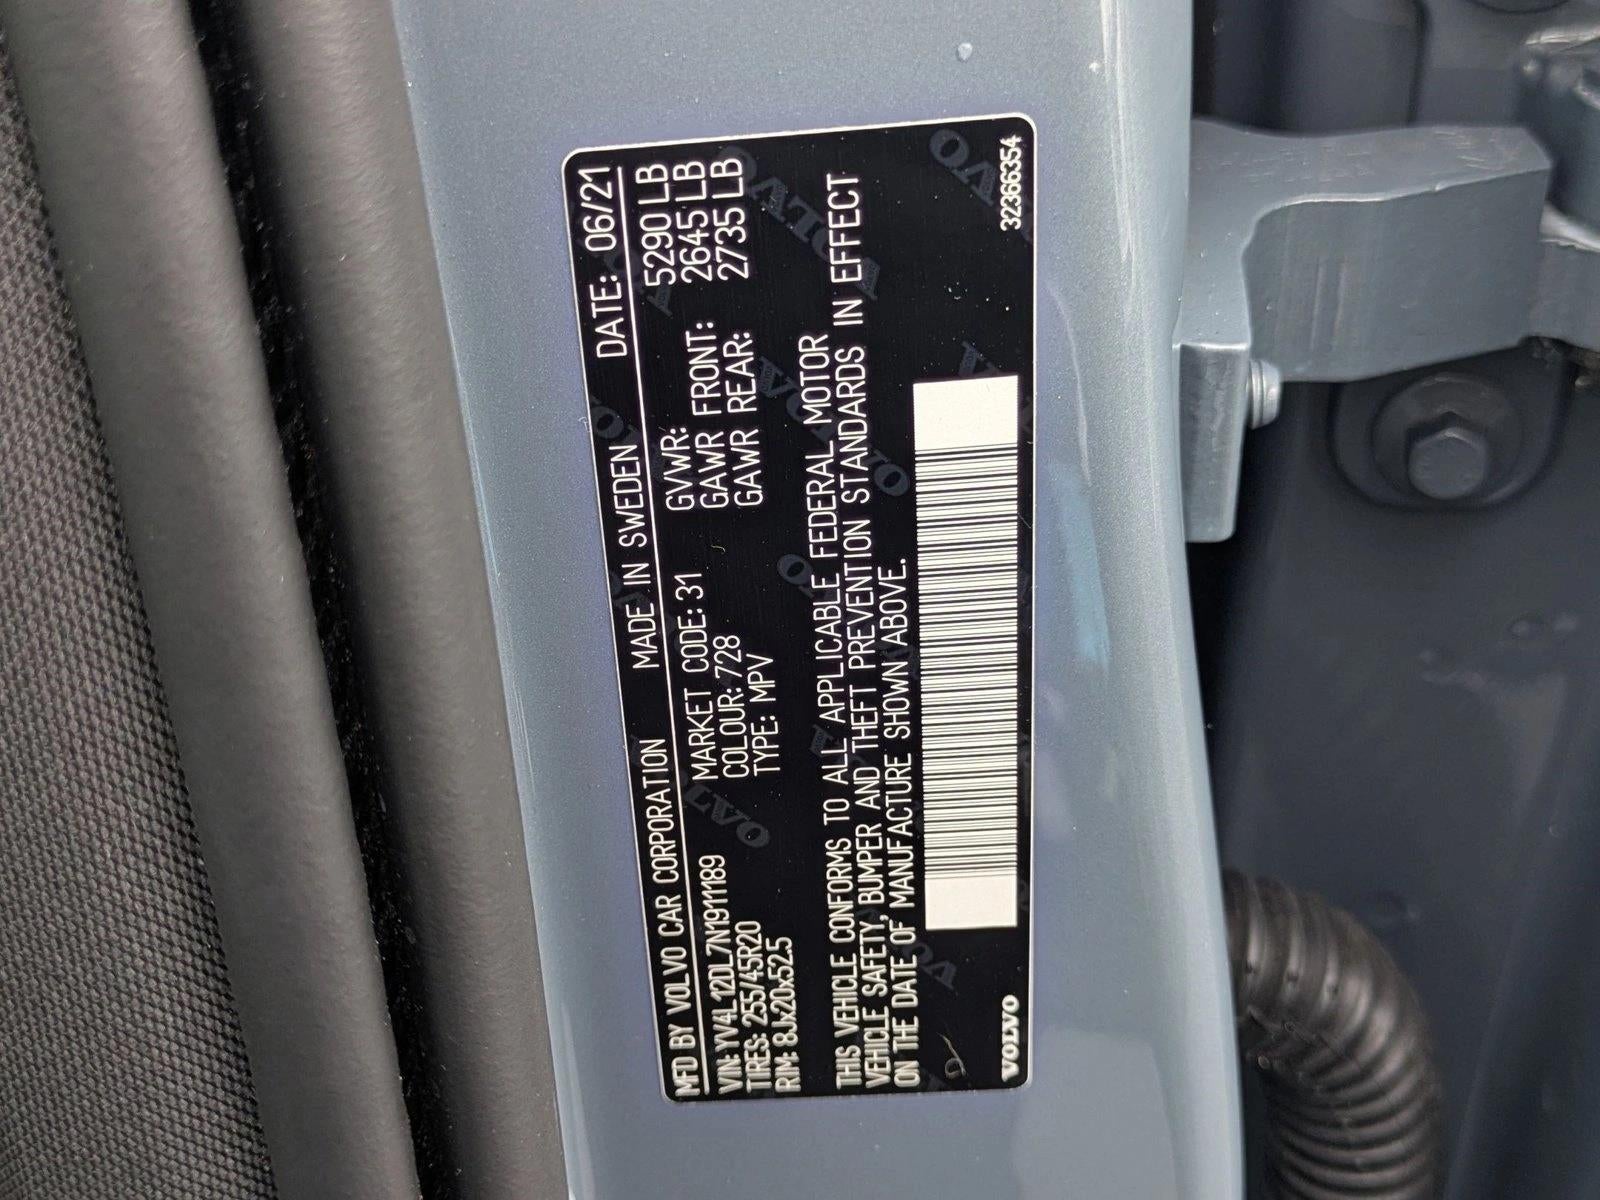 MFD BY VOLVO CAR CORPORATION MADE IN SWEDEN DATE: 06/21
VIN: YV4L12DL7N1911189 MARKET CODE: 31 GVWR: 5290 LB
TIRES: 255/45R20 COLOUR: 728 GAWR FRONT: 2645 LB
RIM: 8Jx20x52.5 TYPE: MPV GAWR REAR: 2735 LB
THIS VEHICLE CONFORMS TO ALL APPLICABLE FEDERAL MOTOR
VEHICLE SAFETY, BUMPER AND THEFT PREVENTION STANDARDS IN EFFECT
ON THE DATE OF MANUFACTURE SHOWN ABOVE.
VOLVO 32366354